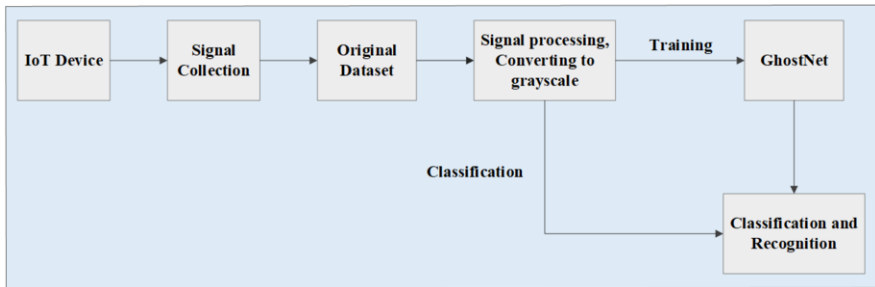 IoT Device
Signal
Collection
Original
Dataset
Signal processing,
Converting to
grayscale
Training
GhostNet
Classification
Classification and
Recognition